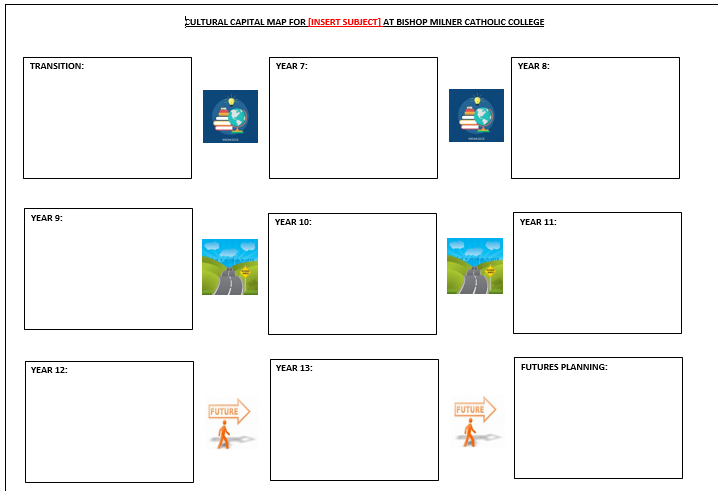 CULTURAL CAPITAL MAP FOR [INSERT SUBJECT] AT BISHOP MILNER CATHOLIC COLLEGE
TRANSITION:
YEAR 7:
YEAR 8:
YEAR 9:
YEAR 10:
YEAR 11:
YEAR 12:
FUTURE
YEAR 13:
FUTURE
FUTURES PLANNING: